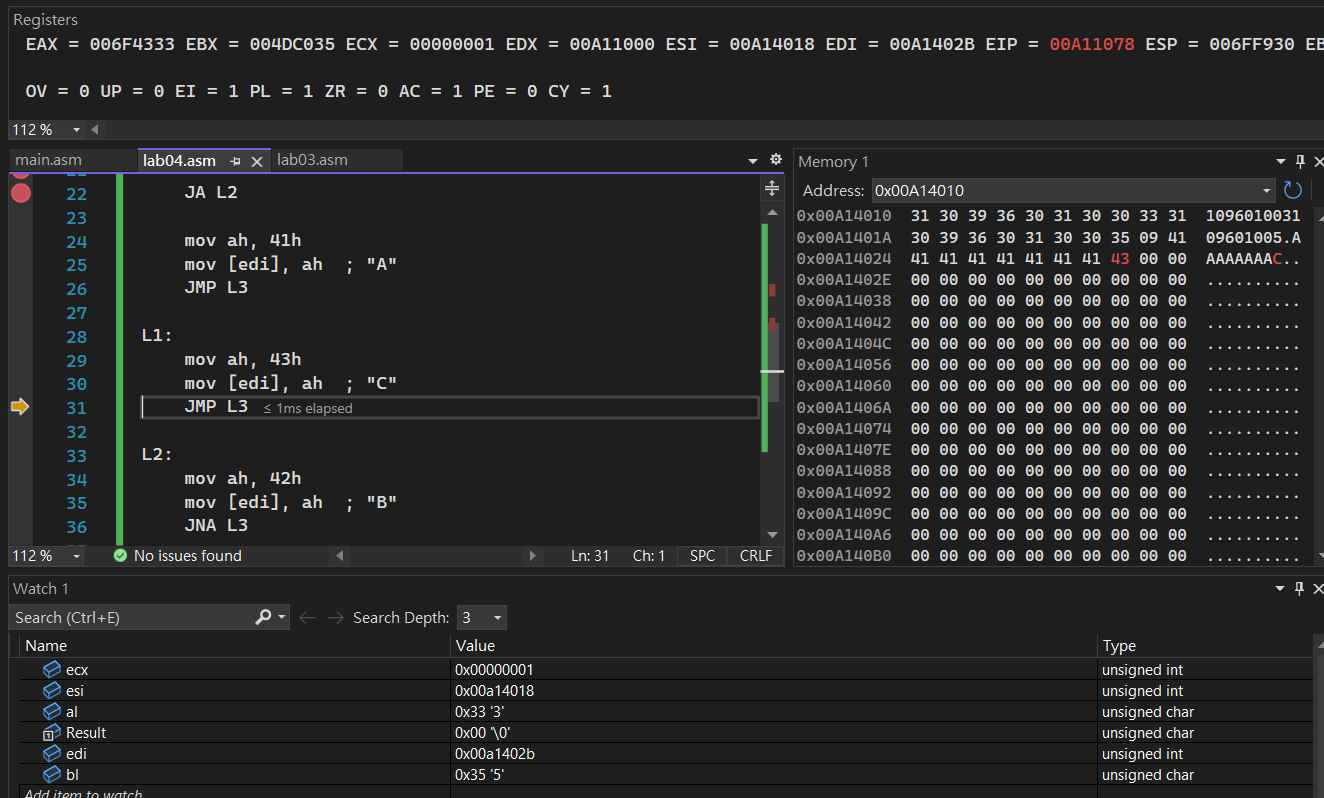 Registers
EAX = 006F4333 EBX = 004DC035 ECX = 00000001 EDX = 00A11000 ESI = 00A14018 EDI = 00A1402B EIP = 00A11078 ESP = 006FF930 EB
OV = 0 UP = 0 EI = 1 PL = 1 ZR = 0 AC = 1 PE = 0 CY = 1
112 %
main.asm lab04.asm lab03.asm
22 JA L2
23
24 mov ah, 41h
25 mov [edi], ah ; "A"
26 JMP L3
27
28 L1:
29 mov ah, 43h
30 mov [edi], ah ; "C"
31 JMP L3 ≤ 1ms elapsed
32
33 L2:
34 mov ah, 42h
35 mov [edi], ah ; "B"
36 JNA L3
112 % No issues found Ln: 31 Ch: 1 SPC CRLF
Memory 1
Address: 0x00A14010
0x00A14010 31 30 39 36 30 31 30 30 33 31 1096010031
0x00A1401A 30 39 36 30 31 30 30 35 09 41 09601005.A
0x00A14024 41 41 41 41 41 41 41 43 00 00 AAAAAAAC..
0x00A1402E 00 00 00 00 00 00 00 00 00 00 ..........
0x00A14038 00 00 00 00 00 00 00 00 00 00 ..........
0x00A14042 00 00 00 00 00 00 00 00 00 00 ..........
0x00A1404C 00 00 00 00 00 00 00 00 00 00 ..........
0x00A14056 00 00 00 00 00 00 00 00 00 00 ..........
0x00A14060 00 00 00 00 00 00 00 00 00 00 ..........
0x00A1406A 00 00 00 00 00 00 00 00 00 00 ..........
0x00A14074 00 00 00 00 00 00 00 00 00 00 ..........
0x00A1407E 00 00 00 00 00 00 00 00 00 00 ..........
0x00A14088 00 00 00 00 00 00 00 00 00 00 ..........
0x00A14092 00 00 00 00 00 00 00 00 00 00 ..........
0x00A1409C 00 00 00 00 00 00 00 00 00 00 ..........
0x00A140A6 00 00 00 00 00 00 00 00 00 00 ..........
0x00A140B0 00 00 00 00 00 00 00 00 00 00 ..........
Watch 1
Search (Ctrl+E) Search Depth: 3
Name Value Type
ecx 0x00000001 unsigned int
esi 0x00a14018 unsigned int
al 0x33 '3' unsigned char
Result 0x00 '\0' unsigned char
edi 0x00a1402b unsigned int
bl 0x35 '5' unsigned char
Add item to watch